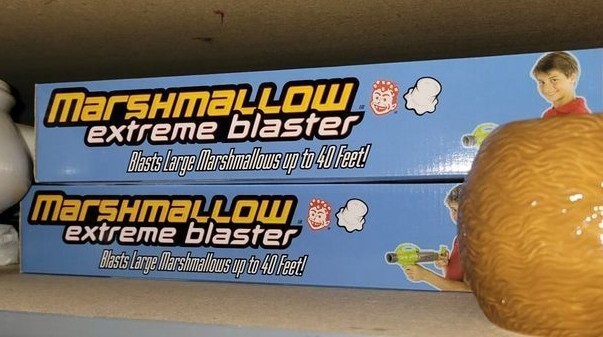 Marshmallow
extreme blaster
Blasts Large Marshmallows up to 40 Feet!
Marshmallow
extreme blaster
Blasts Large Marshmallows up to 40 Feet!